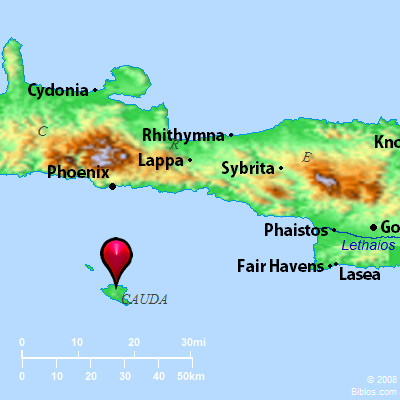 Cydonia
C
Rhithymna
Kno
R
E
Lappa
Sybrita
Phoenix
Phaistos
Go
Lethaios
Fair Havens
Lasea
CAUDA
0 10 20 30mi
0 10 20 30 40 50km
© 2008
Biblos.com